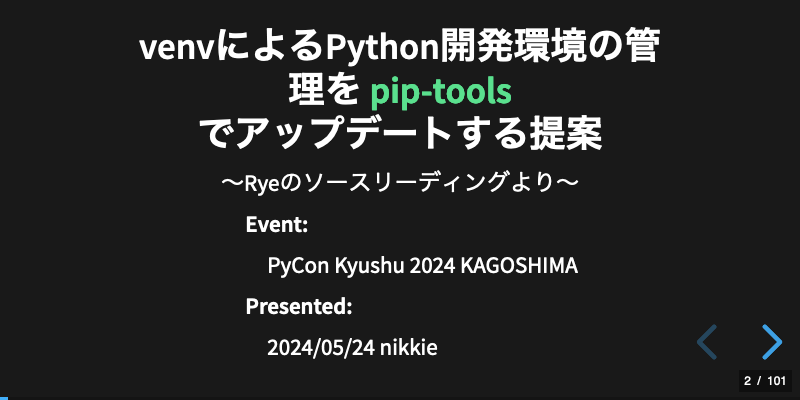 venvによるPython開発環境の管
理を pip-tools
でアップデートする提案
〜Ryeのソースリーディングより〜
Event:
PyCon Kyushu 2024 KAGOSHIMA
Presented:
2024/05/24 nikkie
2 / 101